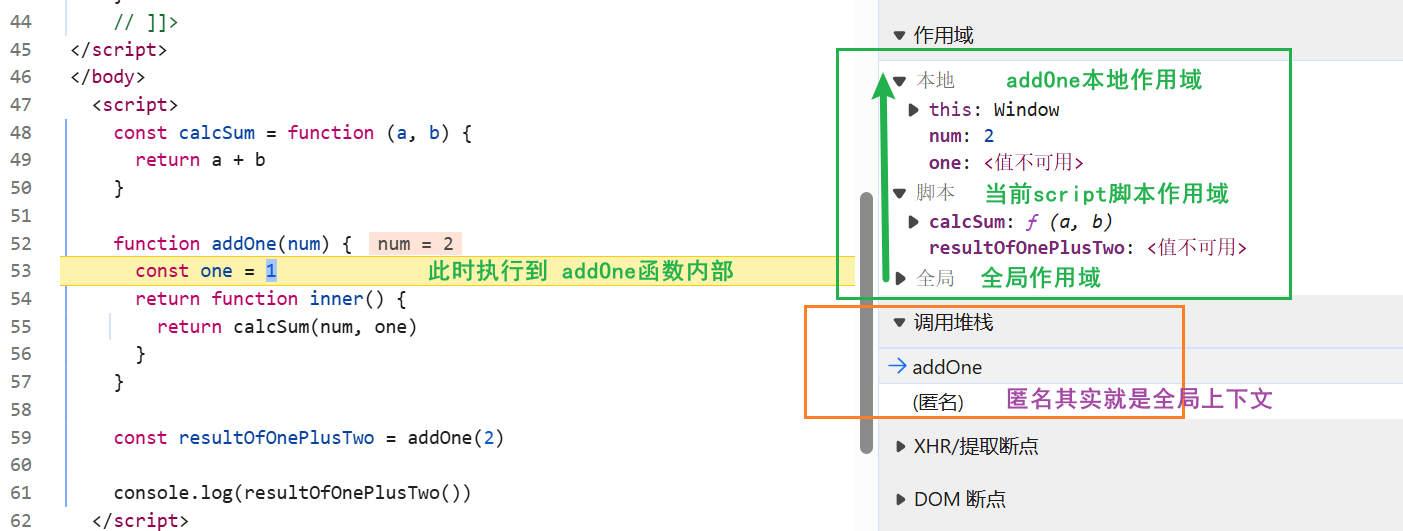 44 // ]]>
45 </script>
46 </body>
47 <script>
48 const calcSum = function (a, b) {
49 return a + b
50 }
51
52 function addOne(num) { num = 2
53 const one = 1 此时执行到 addOne函数内部
54 return function inner() {
55 return calcSum(num, one)
56 }
57 }
58
59 const resultOfOnePlusTwo = addOne(2)
60
61 console.log(resultOfOnePlusTwo())
62 </script>
作用域
本地 addOne本地作用域
this: Window
num: 2
one: <值不可用>
脚本 当前script脚本作用域
calcSum: ƒ (a, b)
resultOfOnePlusTwo: <值不可用>
全局 全局作用域
调用堆栈
addOne
(匿名) 匿名其实就是全局上下文
XHR/提取断点
DOM 断点